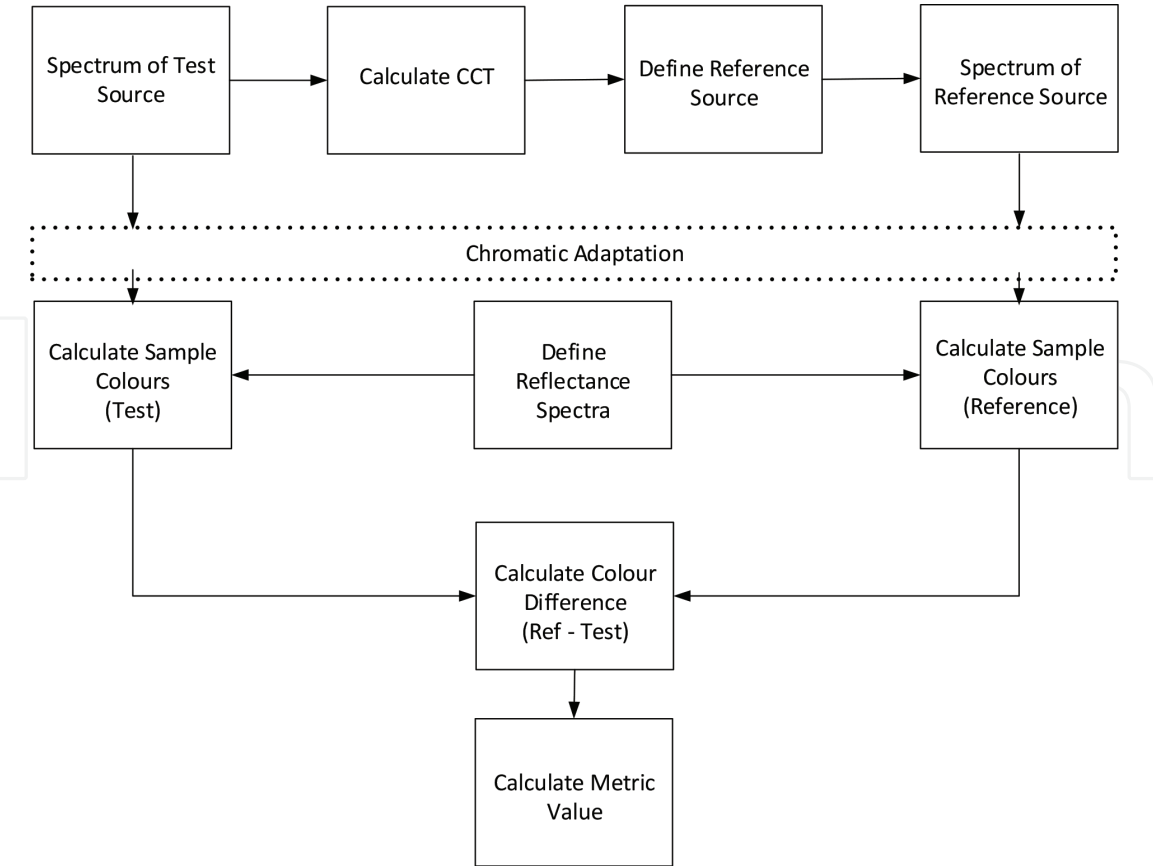 Spectrum of Test
Source
Calculate CCT
Define Reference
Source
Spectrum of
Reference Source
Chromatic Adaptation
Calculate Sample
Colours
(Test)
Define
Reflectance
Spectra
Calculate Sample
Colours
(Reference)
Calculate Colour
Difference
(Ref - Test)
Calculate Metric
Value